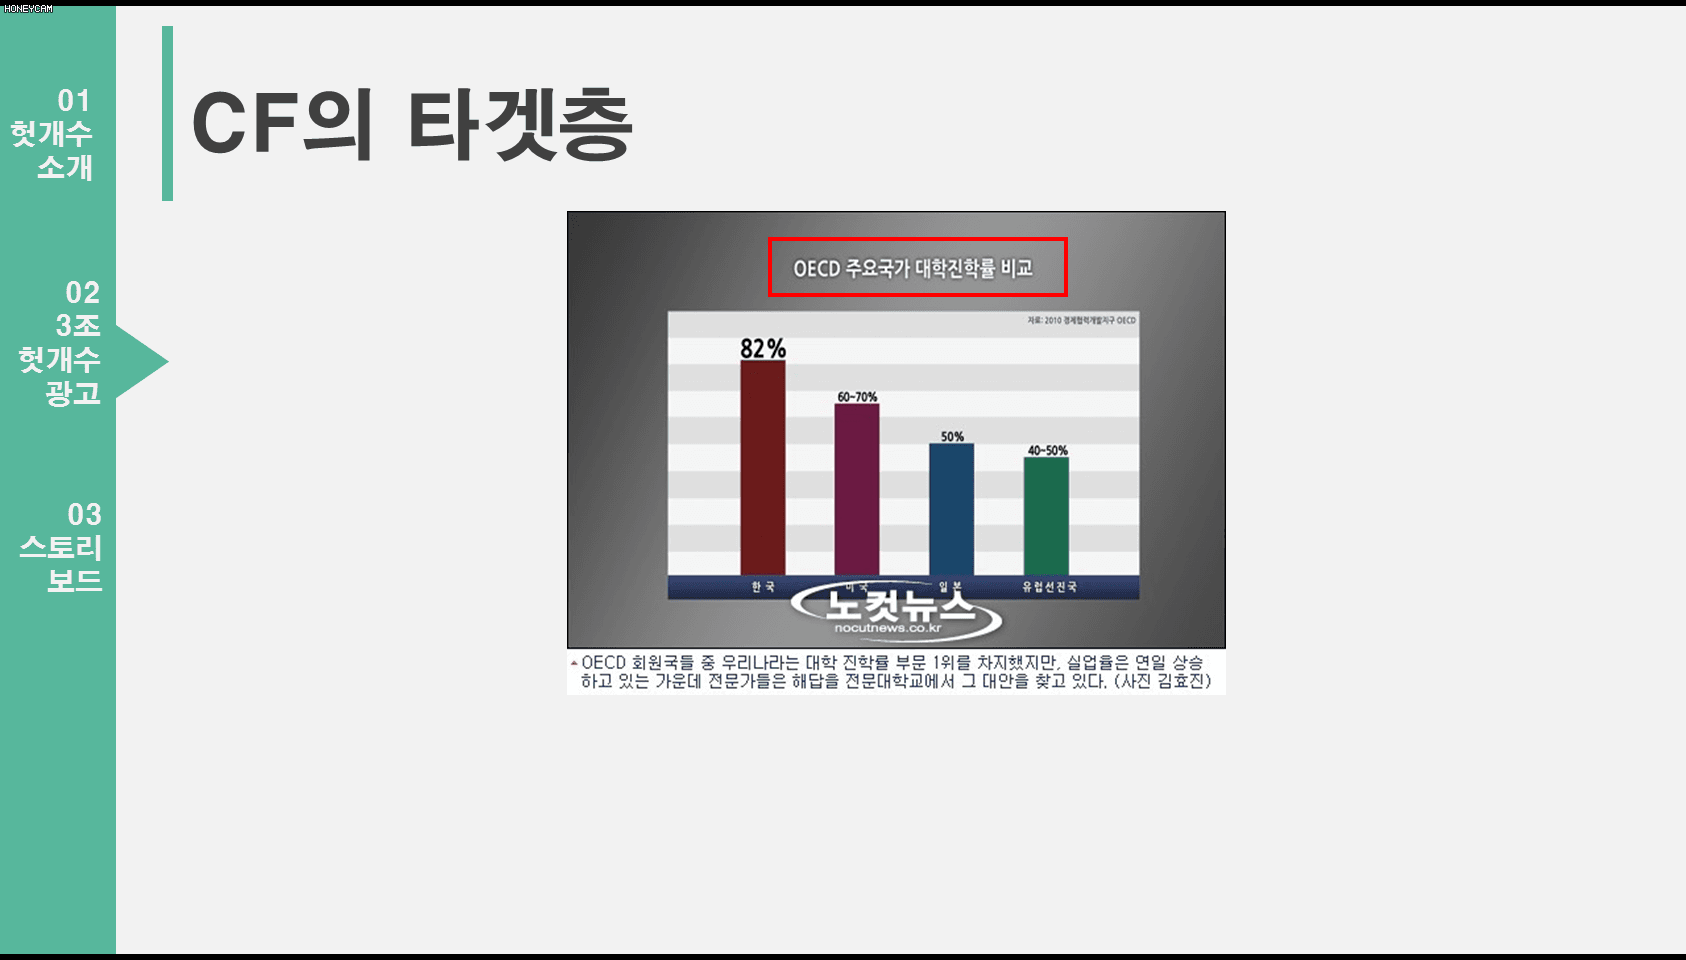 HONEYCAM
01
헛개수
소개
02
3조
헛개수
광고
03
스토리
보드
CF의 타겟층
OECD 주요국가 대학진학률 비교
자료: 2010 경제협력개발지구 OECD
82%
60~70%
50%
40~50%
한국
미국
일본
유럽선진국
노컷뉴스
nocutnews.co.kr
OECD 회원국들 중 우리나라는 대학 진학률 부문 1위를 차지했지만, 실업율은 연일 상승
하고 있는 가운데 전문가들은 해답을 전문대학교에서 그 대안을 찾고 있다. (사진 김효진)